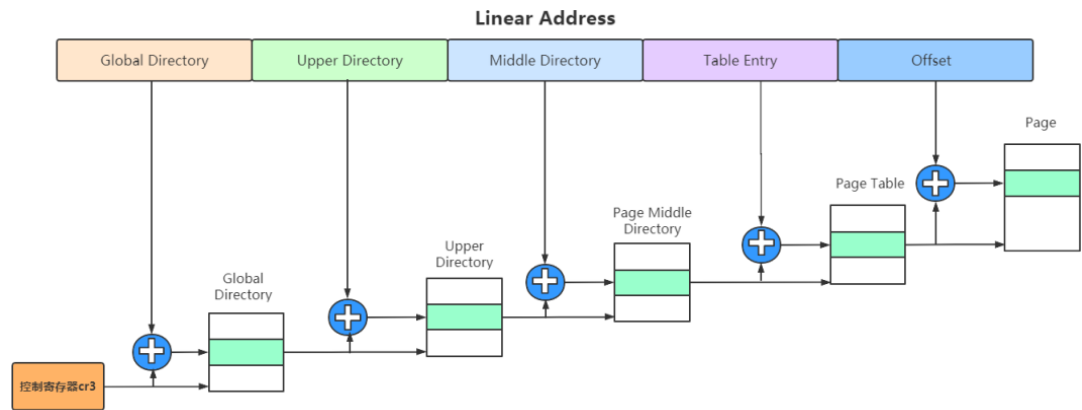 Linear Address
Global Directory
Upper Directory
Middle Directory
Table Entry
Offset
Page
Page Table
Page Middle
Directory
Upper
Directory
Global
Directory
控制寄存器cr3